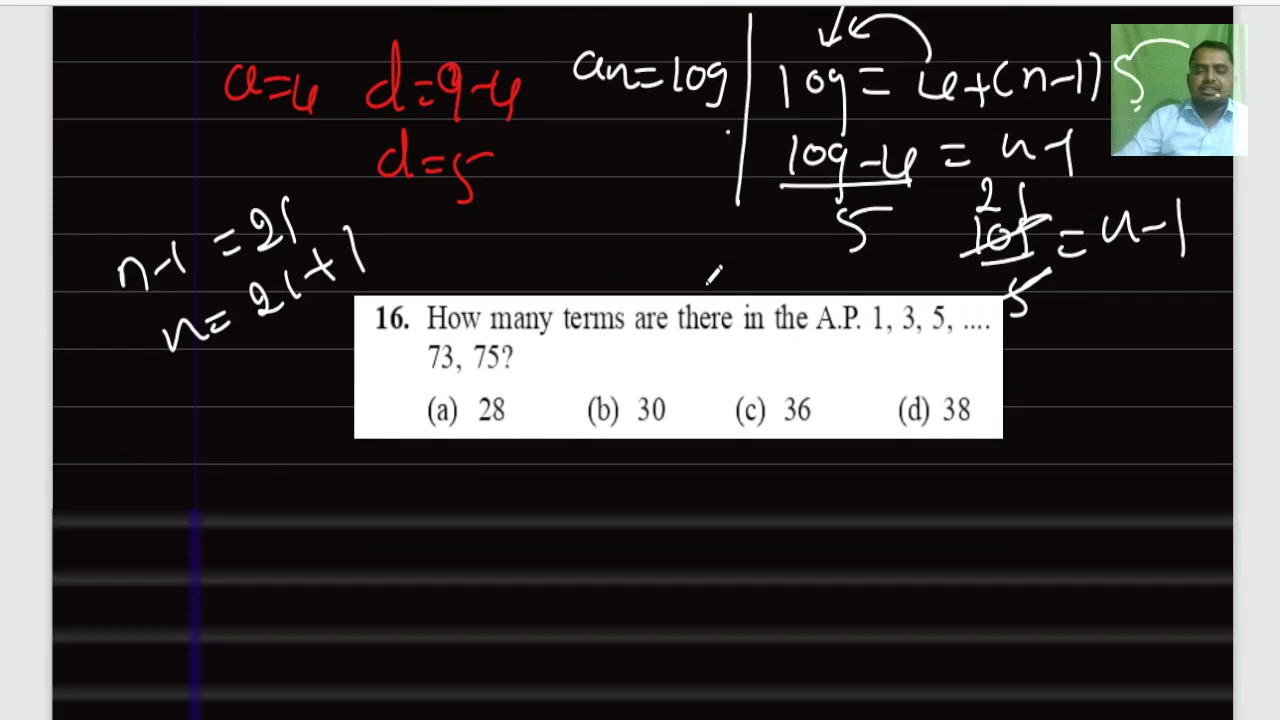 a=4 d=9-4 an=109
d=5
109= 4+(n-1)5
109-4 = n-1
5
21
105 = n-1
5
n-1 =21
n= 21+1
16. How many terms are there in the A.P. 1, 3, 5, ....
73, 75?
(a) 28 (b) 30 (c) 36 (d) 38